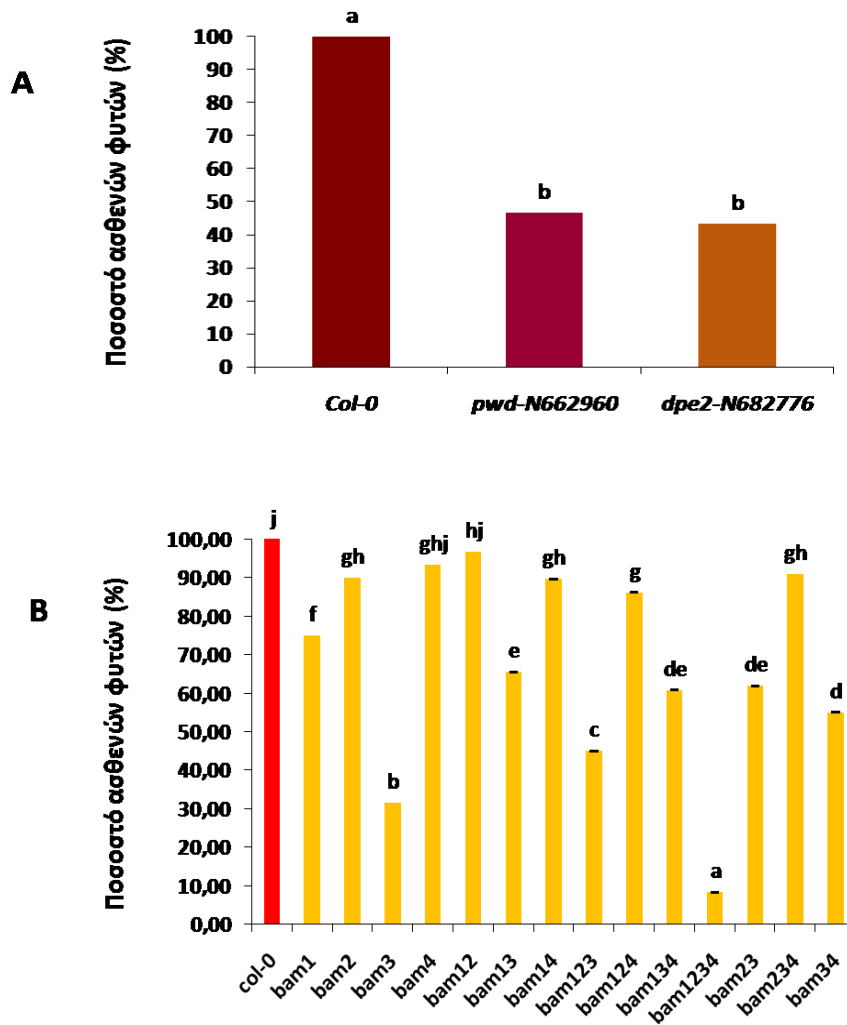 A
Ποσοστό ασθενών φυτών (%)
100
90
80
70
60
50
40
30
20
10
0
a
b
b
Col-0 pwd-N662960 dpe2-N682776
B
Ποσοστό ασθενών φυτών (%)
100,00
90,00
80,00
70,00
60,00
50,00
40,00
30,00
20,00
10,00
0,00
j
f
gh
b
ghj
hj
e
gh
c
g
de
a
de
gh
d
col-0
bam1
bam2
bam3
bam4
bam12
bam13
bam14
bam123
bam124
bam134
bam1234
bam23
bam234
bam34